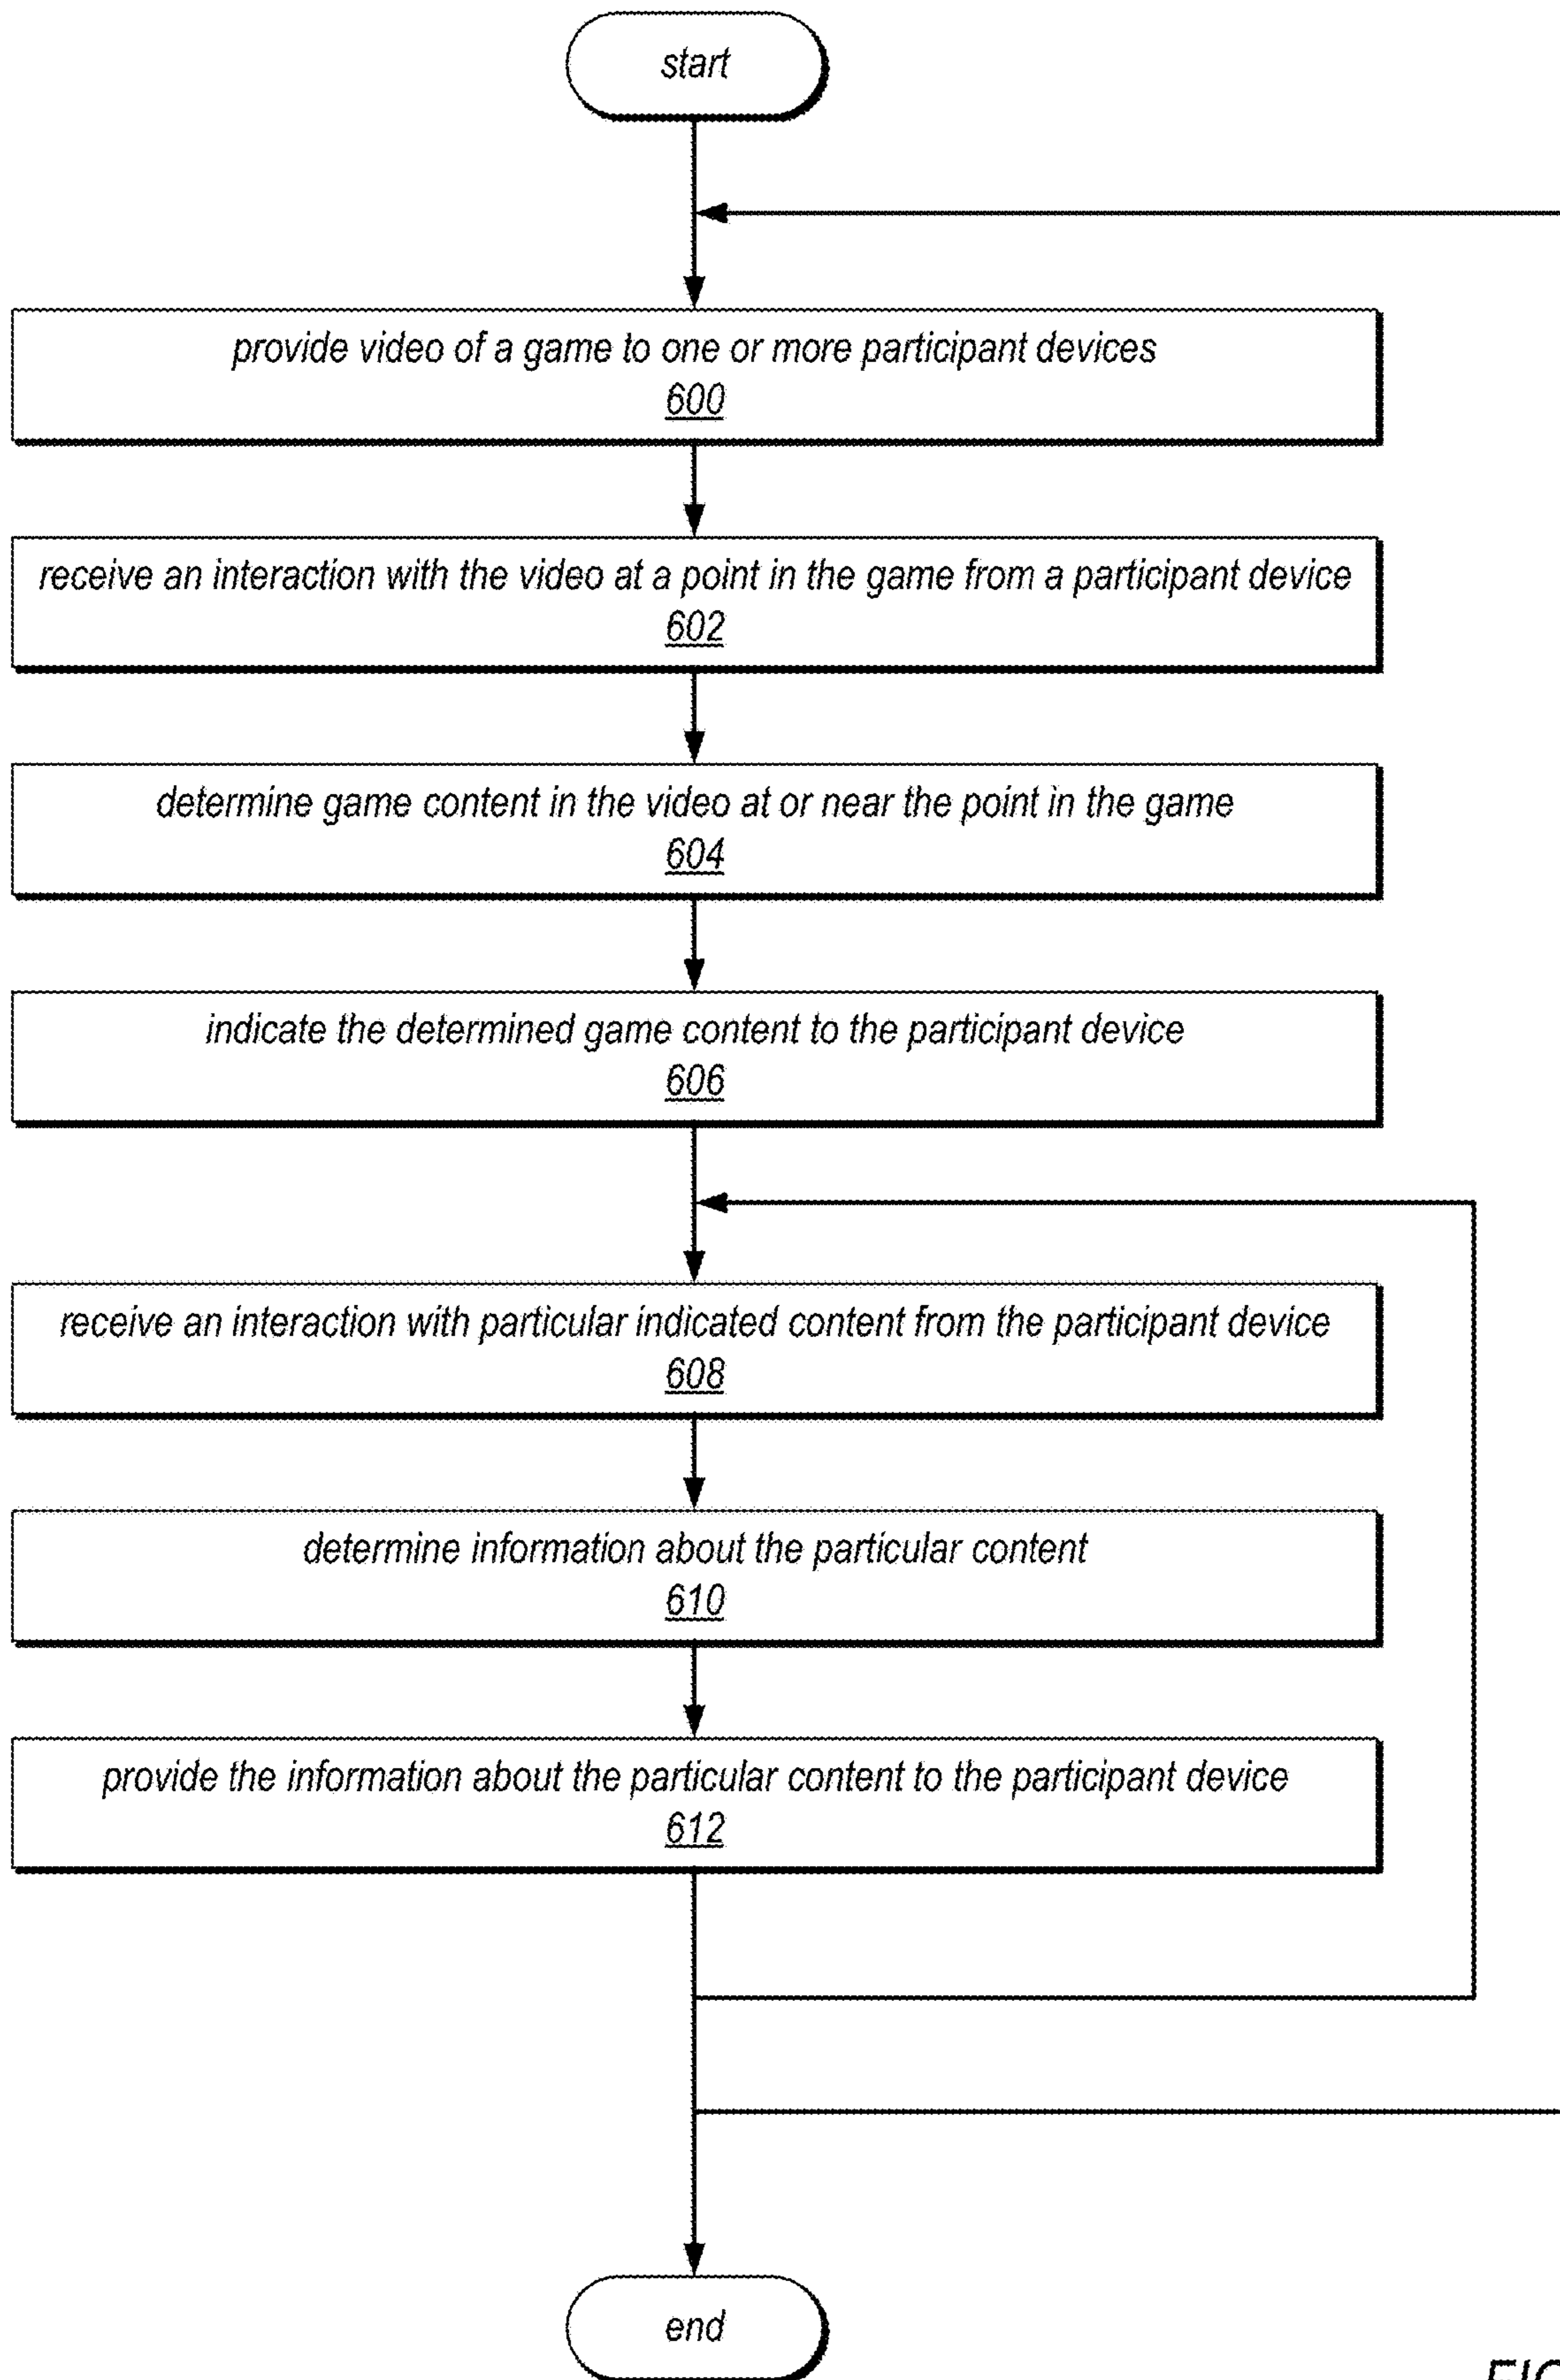 start
provide video of a game to one or more participant devices
600
receive an interaction with the video at a point in the game from a participant device
602
determine game content in the video at or near the point in the game
604
indicate the determined game content to the participant device
606
receive an interaction with particular indicated content from the participant device
608
determine information about the particular content
610
provide the information about the particular content to the participant device
612
end